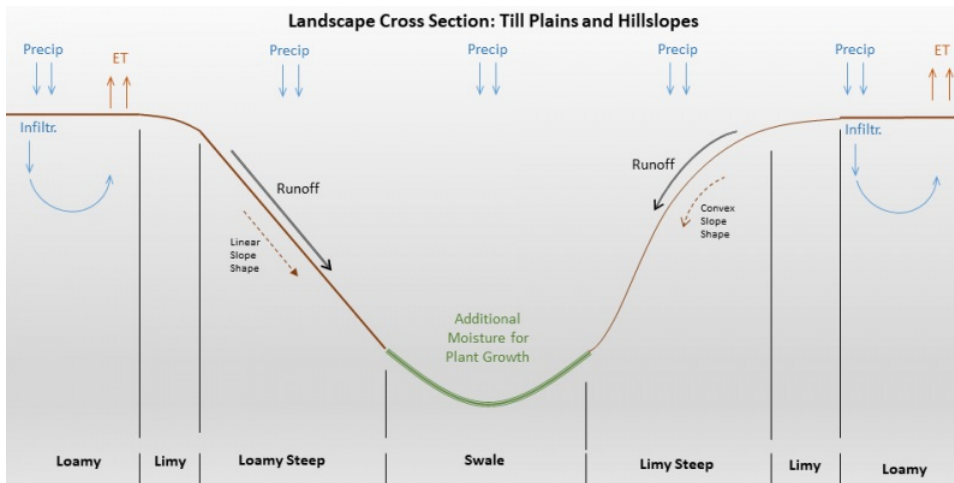 Landscape Cross Section: Till Plains and Hillslopes
Precip
ET
Precip
Precip
Precip
Precip
ET
Infiltr.
Infiltr.
Runoff
Runoff
Linear
Slope
Shape
Convex
Slope
Shape
Additional
Moisture for
Plant Growth
Loamy
Limy
Loamy Steep
Swale
Limy Steep
Limy
Loamy